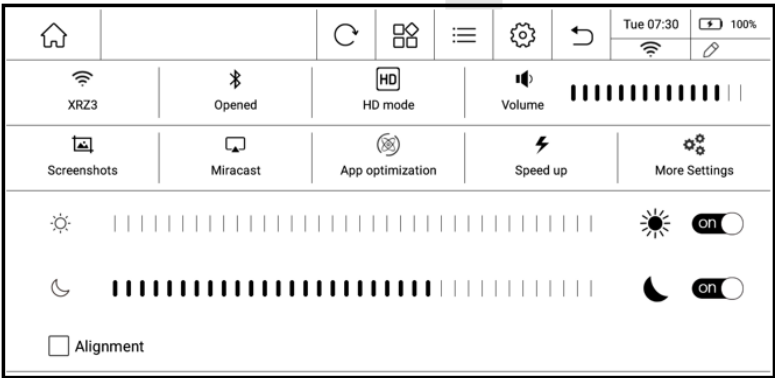 Tue 07:30 100%
XRZ3 Opened HD HD mode Volume
Screenshots Miracast App optimization Speed up More Settings
on
on
Alignment